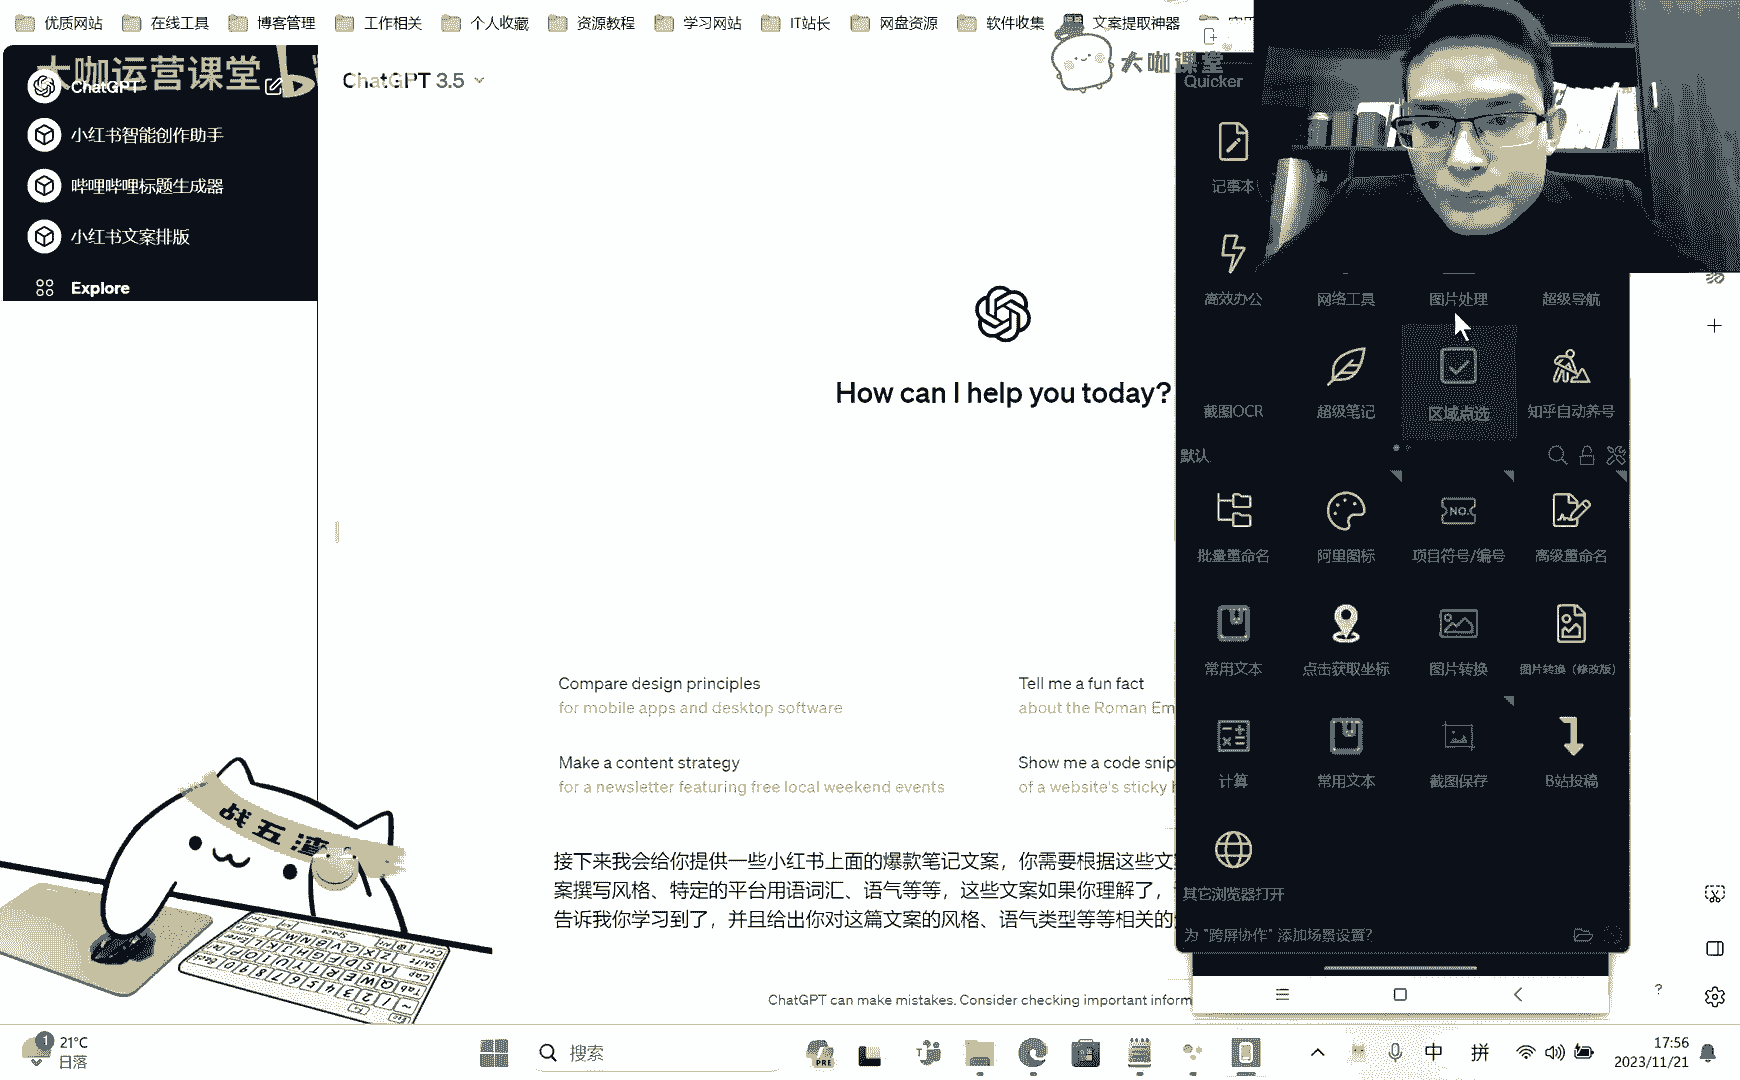 优质网站
在线工具
博客管理
工作相关
个人收藏
资源教程
学习网站
IT站长
网盘资源
软件收集
文案提取神器
大咖运营课堂
ChatGPT
小红书智能创作助手
哔哩哔哩标题生成器
小红书文案排版
Explore
ChatGPT 3.5
大咖课堂
Quicker
记事本
高效办公
网络工具
图片处理
超级导航
截图OCR
超级笔记
区域点选
知乎自动养号
默认
批量重命名
阿里图标
NO.
项目符号/编号
高级重命名
常用文本
点击获取坐标
图片转换
图片转换（修改版）
计算
常用文本
截图保存
B站投稿
其它浏览器打开
为 "跨屏协作" 添加场景设置?
How can I help you today?
Compare design principles
for mobile apps and desktop software
Tell me a fun fact
about the Roman Em
Make a content strategy
for a newsletter featuring free local weekend events
Show me a code snip
of a website's sticky
接下来我会给你提供一些小红书上面的爆款笔记文案，你需要根据这些文
案撰写风格、特定的平台用语词汇、语气等等，这些文案如果你理解了，
告诉我你学习到了，并且给出你对这篇文案的风格、语气类型等等相关的
ChatGPT can make mistakes. Consider checking important inform
战五渣
?
1
21°C
日落
搜索
PRE
中
拼
17:56
2023/11/21